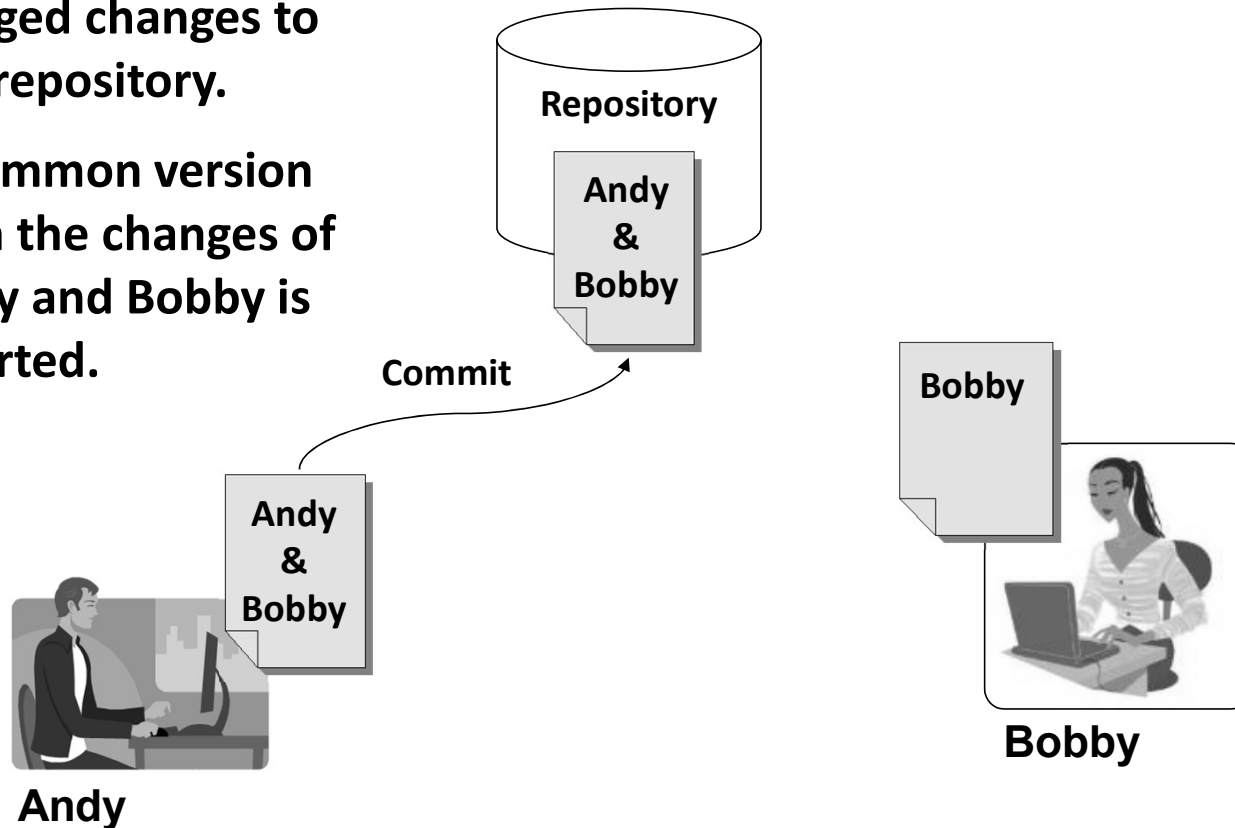 ged changes to
repository.
mmon version
the changes of
y and Bobby is
rted.
Repository
Andy
&
Bobby
Commit
Bobby
Andy
&
Bobby
Bobby
Andy